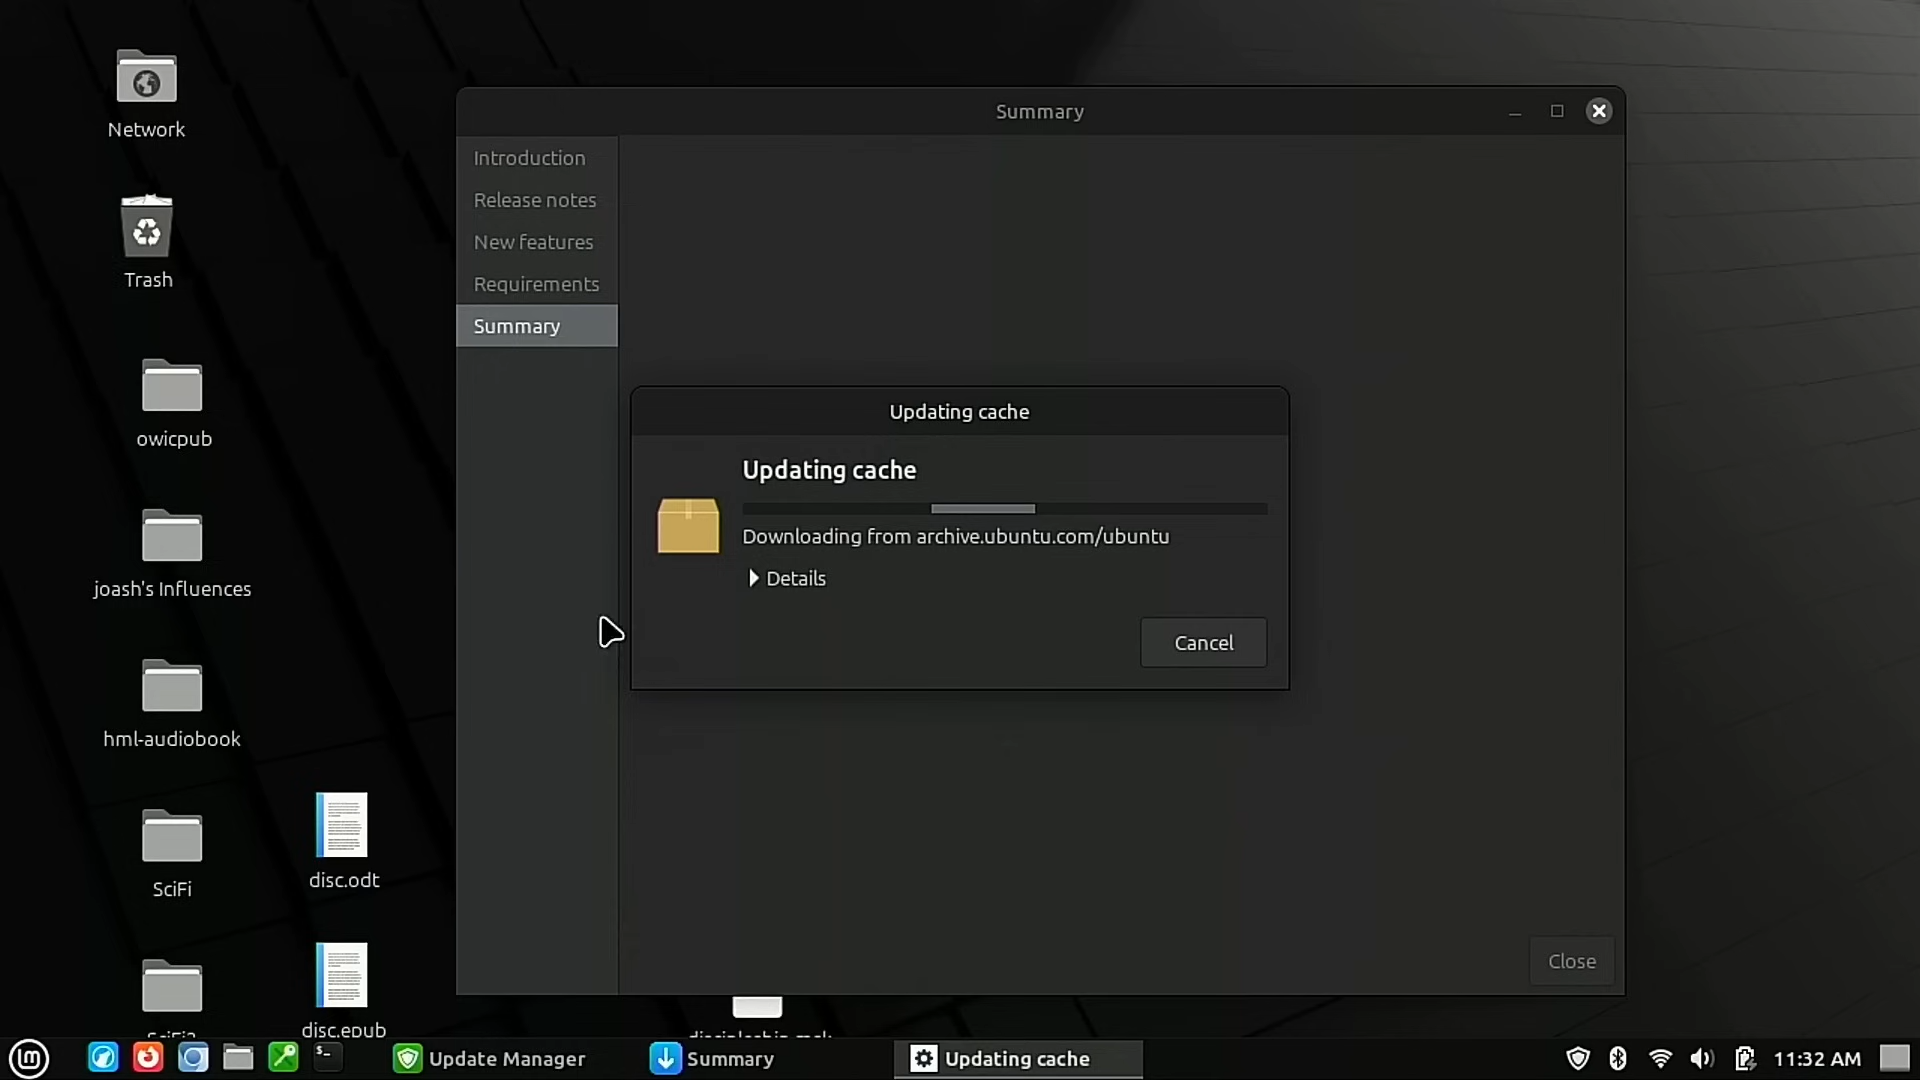 Network
Trash
owicpub
joash's Influences
hml-audiobook
SciFi
disc.odt
disc.epub
Summary
Introduction
Release notes
New features
Requirements
Summary
Updating cache
Updating cache
Downloading from archive.ubuntu.com/ubuntu
Details
Cancel
Close
Update Manager
Summary
Updating cache
11:32 AM